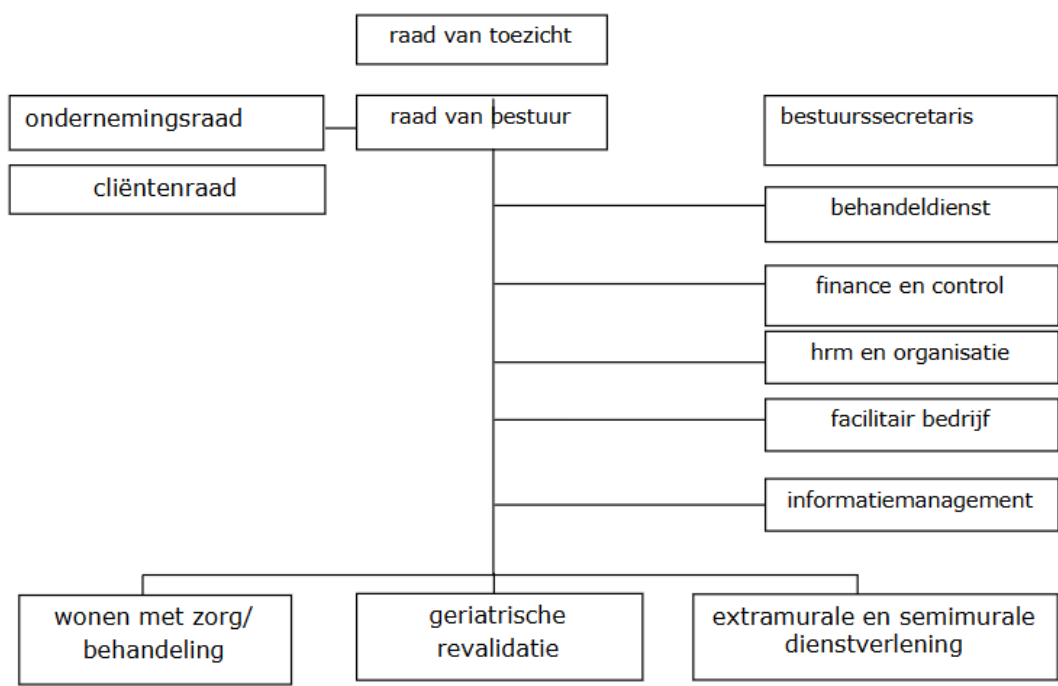 raad van toezicht
ondernemingsraad
raad van bestuur
bestuurssecretaris
cliëntenraad
behandeldienst
finance en control
hrm en organisatie
facilitair bedrijf
informatiemanagement
wonen met zorg/
behandeling
geriatrische
revalidatie
extramurale en semimurale
dienstverlening